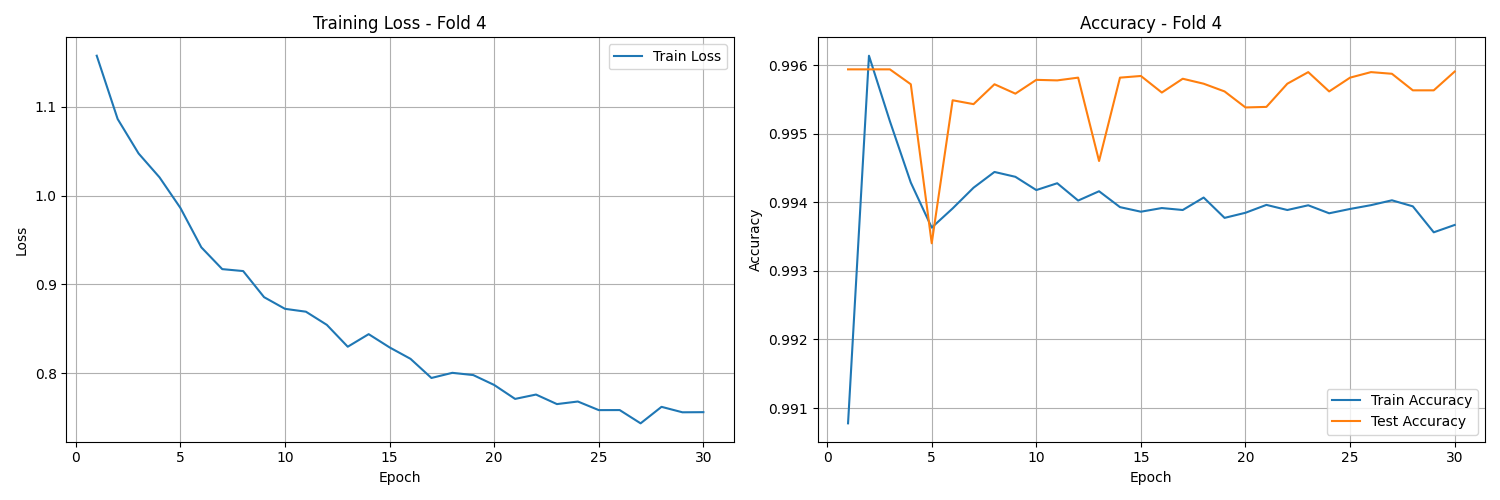 Training Loss - Fold 4
Train Loss
1.1
1.0
0.9
0.8
Loss
0
5
10
15
20
25
30
Epoch
Accuracy - Fold 4
0.996
0.995
0.994
0.993
0.992
0.991
Accuracy
Train Accuracy
Test Accuracy
0
5
10
15
20
25
30
Epoch